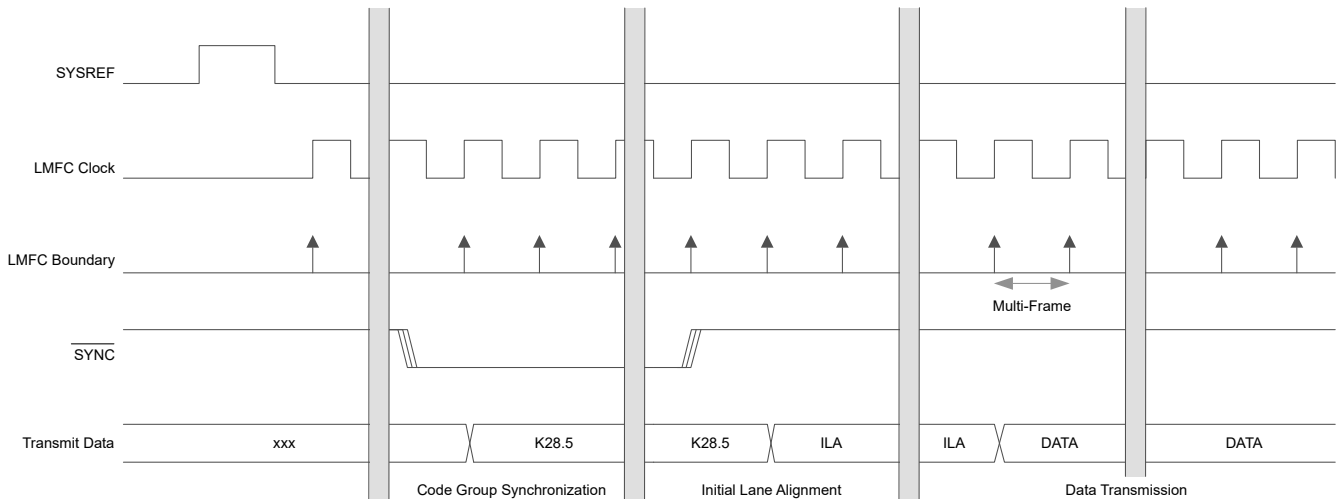 SYSREF
LMFC Clock
LMFC Boundary
Multi-Frame
SYNC
Transmit Data
xxx
K28.5
K28.5
ILA
ILA
DATA
DATA
Code Group Synchronization
Initial Lane Alignment
Data Transmission